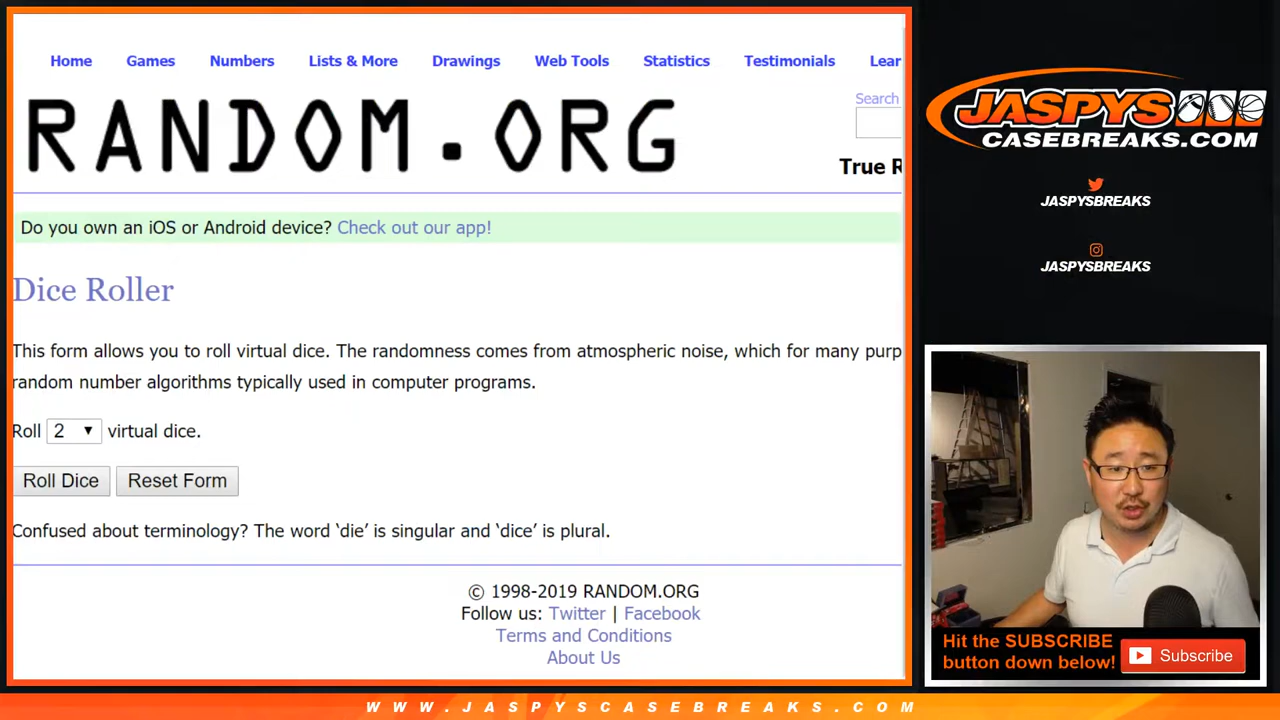 Home Games Numbers Lists & More Drawings Web Tools Statistics Testimonials Lear
RANDOM.ORG
Search
True R
Do you own an iOS or Android device? Check out our app!
Dice Roller
This form allows you to roll virtual dice. The randomness comes from atmospheric noise, which for many purp
random number algorithms typically used in computer programs.
Roll 2 virtual dice.
Roll Dice Reset Form
Confused about terminology? The word ‘die’ is singular and ‘dice’ is plural.
© 1998-2019 RANDOM.ORG
Follow us: Twitter | Facebook
Terms and Conditions
About Us
JASPYS
CASEBREAKS.COM
JASPYSBREAKS
JASPYSBREAKS
Hit the SUBSCRIBE
button down below!
Subscribe
WWW.JASPYSCASEBREAKS.COM